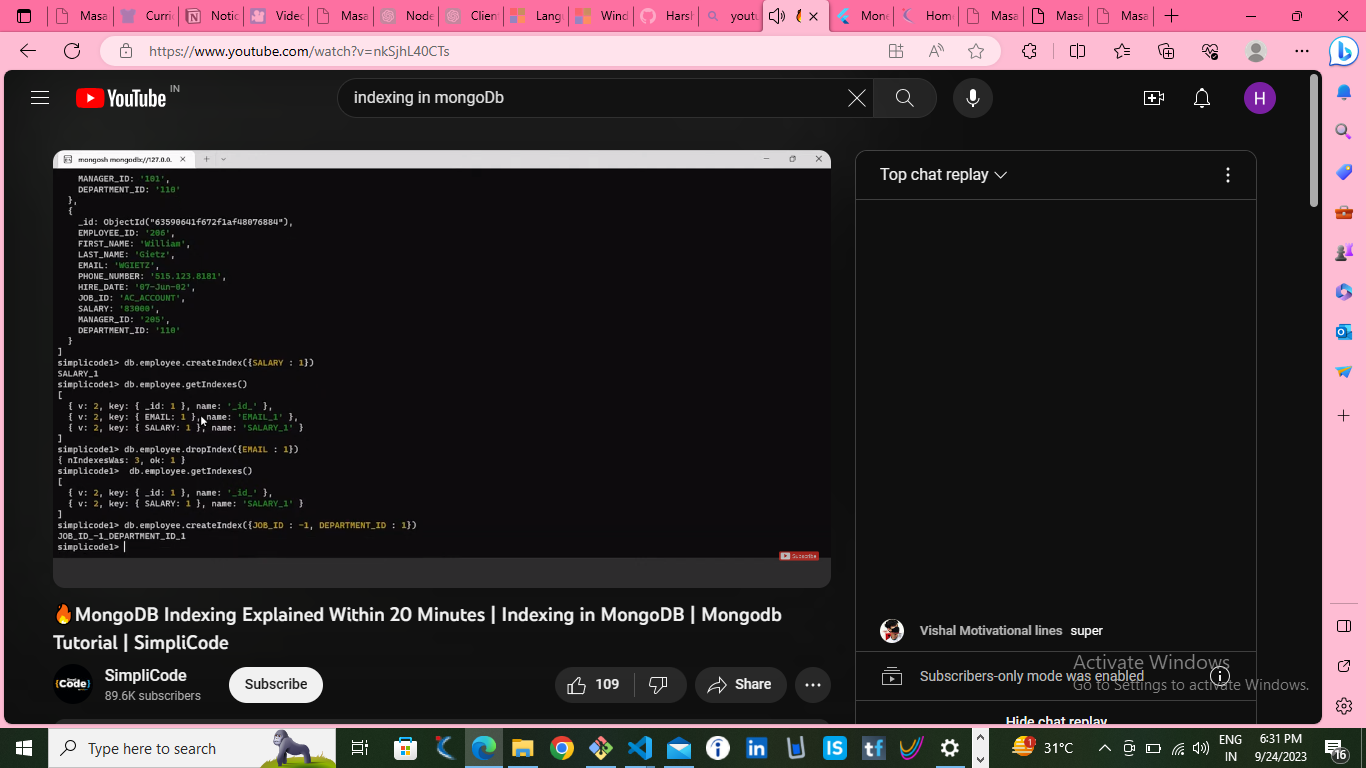 Masa
Curri
Notic
Videc
Masa
Node
Clien
Langu
Wind
Harsh
youtu
Mone
Hom
Masa
Masa
Masa
https://www.youtube.com/watch?v=nkSjhL40CTs
YouTube IN
indexing in mongoDb
H
mongosh mongodb://127.0.0.
MANAGER_ID: '101',
DEPARTMENT_ID: '110'
},
{
_id: ObjectId("63590641f672f1af48076884"),
EMPLOYEE_ID: '206',
FIRST_NAME: 'William',
LAST_NAME: 'Gietz',
EMAIL: 'WGIETZ',
PHONE_NUMBER: '515.123.8181',
HIRE_DATE: '07-Jun-02',
JOB_ID: 'AC_ACCOUNT',
SALARY: '83000',
MANAGER_ID: '205',
DEPARTMENT_ID: '110'
}
]
simplicode1> db.employee.createIndex({SALARY : 1})
SALARY_1
simplicode1> db.employee.getIndexes()
[
{ v: 2, key: { _id: 1 }, name: '_id_' },
{ v: 2, key: { EMAIL: 1 }, name: 'EMAIL_1' },
{ v: 2, key: { SALARY: 1 }, name: 'SALARY_1' }
]
simplicode1> db.employee.dropIndex({EMAIL : 1})
{ nIndexesWas: 3, ok: 1 }
simplicode1> db.employee.getIndexes()
[
{ v: 2, key: { _id: 1 }, name: '_id_' },
{ v: 2, key: { SALARY: 1 }, name: 'SALARY_1' }
]
simplicode1> db.employee.createIndex({JOB_ID : -1, DEPARTMENT_ID : 1})
JOB_ID_-1_DEPARTMENT_ID_1
simplicode1>
Subscribe
🔥MongoDB Indexing Explained Within 20 Minutes | Indexing in MongoDB | Mongodb
Tutorial | SimpliCode
{Code}
SimpliCode
89.6K subscribers
Subscribe
109
Share
Top chat replay
Vishal Motivational lines super
Subscribers-only mode was enabled
Hide chat replay
Activate Windows
Go to Settings to activate Windows.
Type here to search
31°C
ENG
IN
6:31 PM
9/24/2023
16